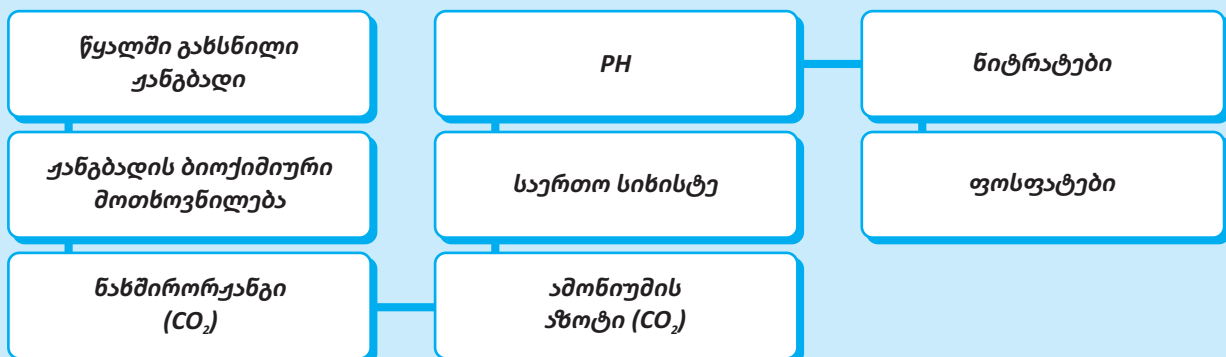 წყალში გახსნილი
ჟანგბადი
ჟანგბადის ბიოქიმიური
მოთხოვნილება
ნახშირორჟანგი
(CO₂)
PH
საერთო სიხისტე
ამონიუმის
აზოტი (CO₂)
ნიტრატები
ფოსფატები